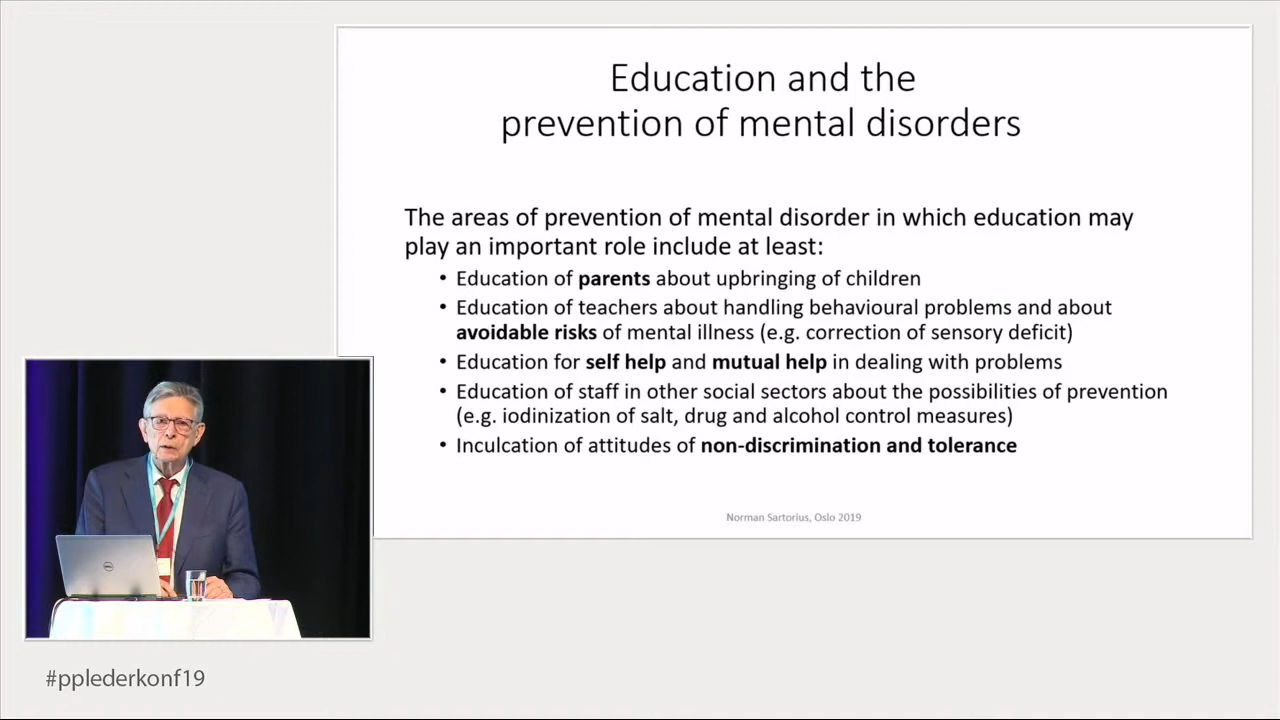 Education and the
prevention of mental disorders
The areas of prevention of mental disorder in which education may
play an important role include at least:
• Education of parents about upbringing of children
• Education of teachers about handling behavioural problems and about
avoidable risks of mental illness (e.g. correction of sensory deficit)
• Education for self help and mutual help in dealing with problems
• Education of staff in other social sectors about the possibilities of prevention
(e.g. iodinization of salt, drug and alcohol control measures)
• Inculcation of attitudes of non-discrimination and tolerance
Norman Sartorius, Oslo 2019
DELL
#pplederkonf19